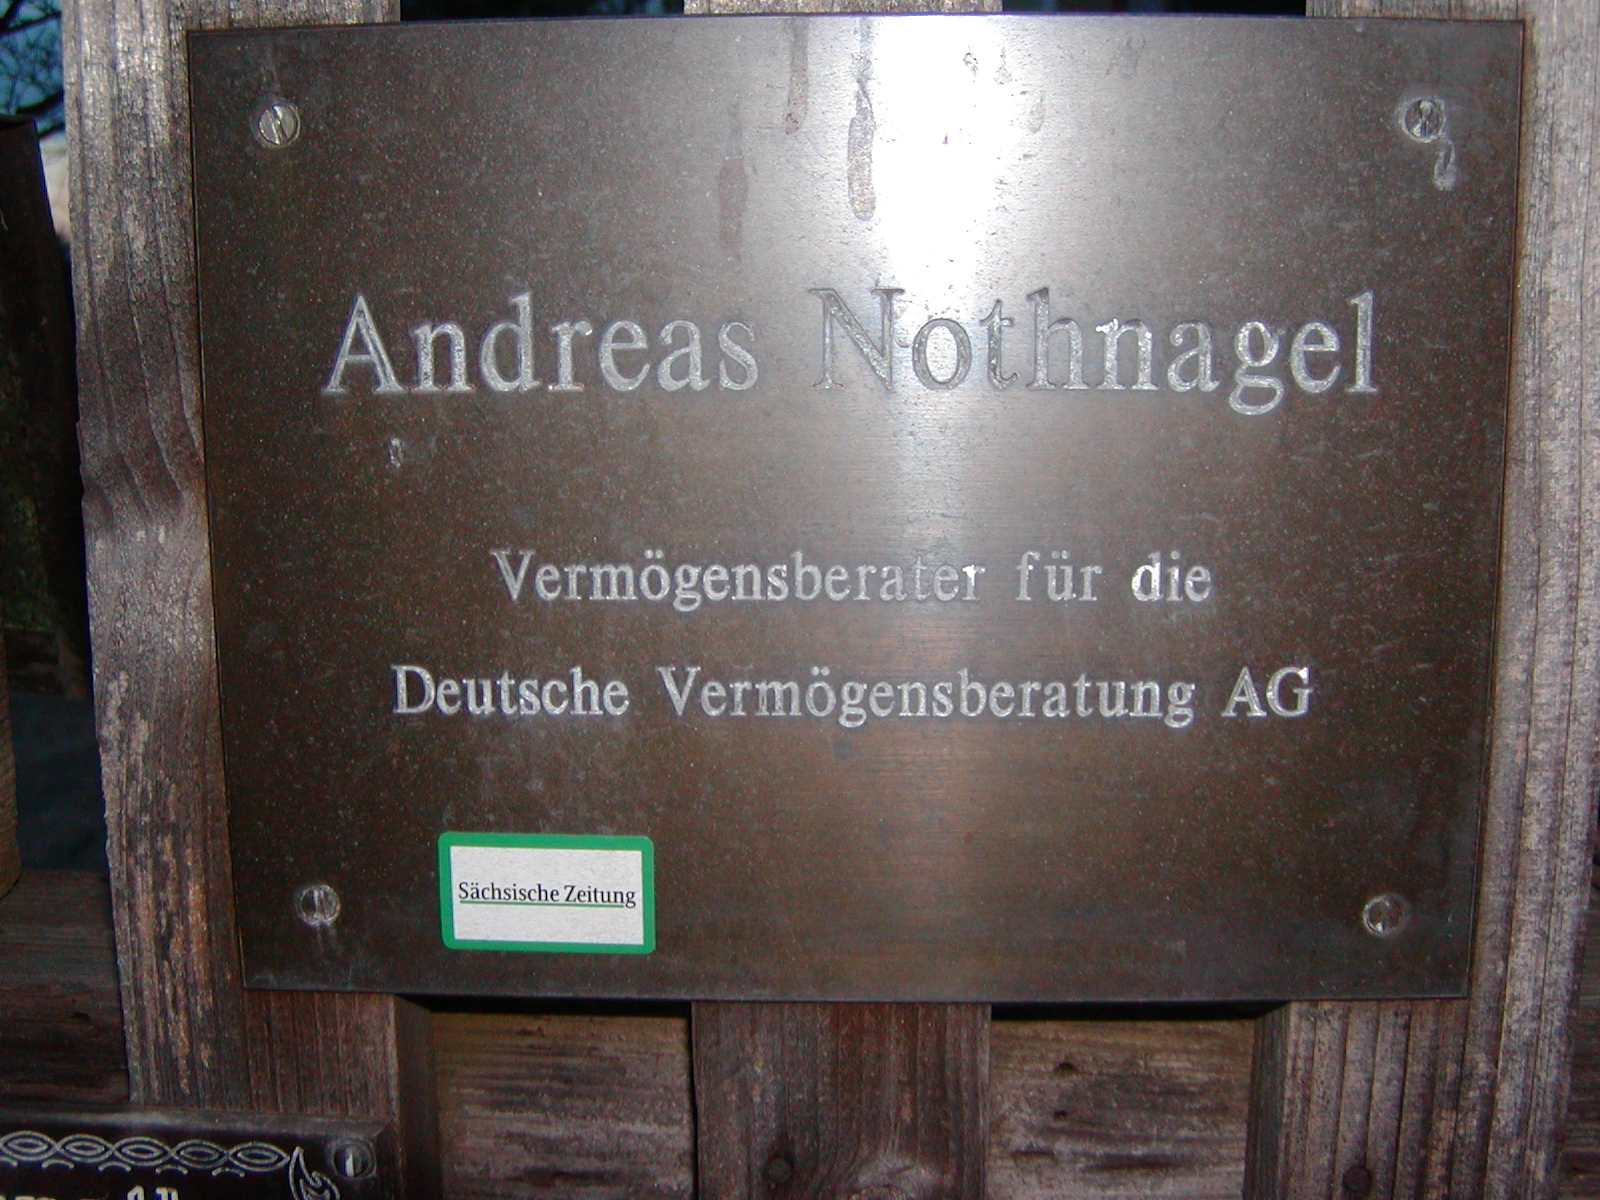 Andreas Nothnagel
Vermögensberater für die
Deutsche Vermögensberatung AG
Sächsische Zeitung